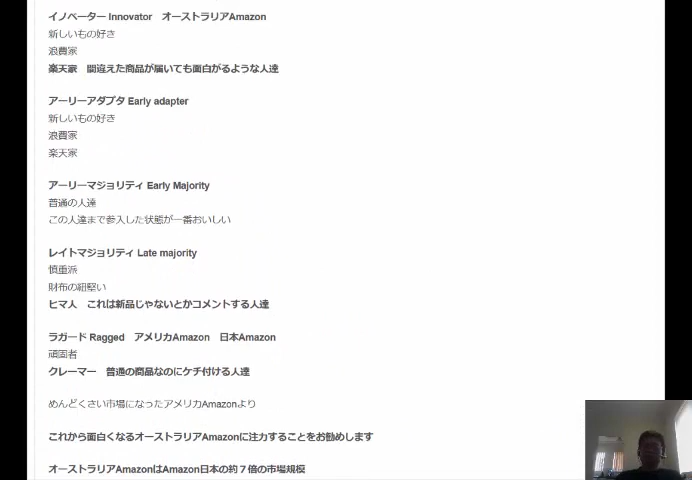 イノベーター Innovator　オーストラリアAmazon
新しいもの好き
浪費家
楽天家　間違えた商品が届いても面白がるような人達
アーリーアダプタ Early adapter
新しいもの好き
浪費家
楽天家
アーリーマジョリティ Early Majority
普通の人達
この人達まで参入した状態が一番おいしい
レイトマジョリティ Late majority
慎重派
財布の紐堅い
ヒマ人　これは新品じゃないとかコメントする人達
ラガード Ragged　アメリカAmazon　日本Amazon
頑固者
クレーマー　普通の商品なのにケチ付ける人達
めんどくさい市場になったアメリカAmazonより
これから面白くなるオーストラリアAmazonに注力することをお勧めします
オーストラリアAmazonはAmazon日本の約７倍の市場規模